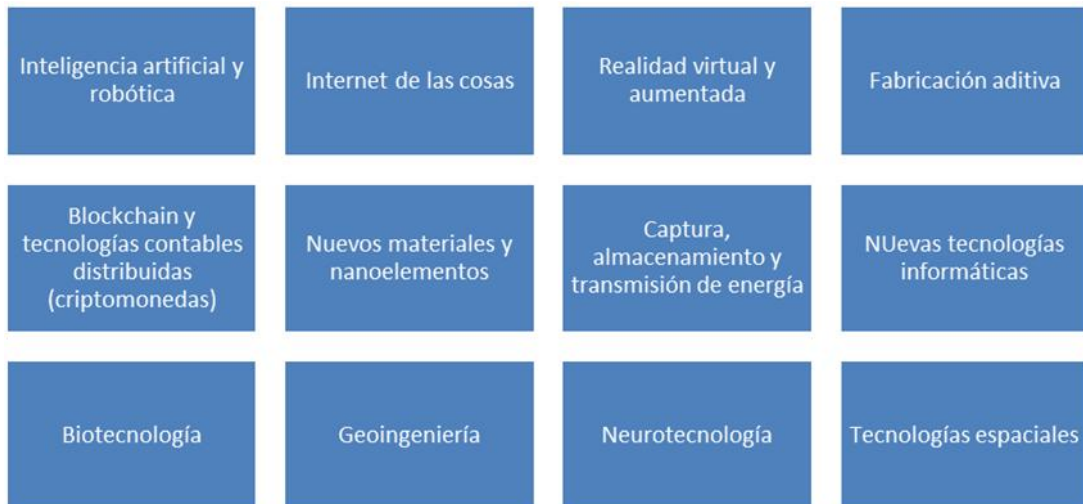 Inteligencia artificial y
robótica
Internet de las cosas
Realidad virtual y
aumentada
Fabricación aditiva
Blockchain y
tecnologías contables
distribuidas
(criptomonedas)
Nuevos materiales y
nanoelementos
Captura,
almacenamiento y
transmisión de energía
NUevas tecnologías
informáticas
Biotecnología
Geoingeniería
Neurotecnología
Tecnologías espaciales